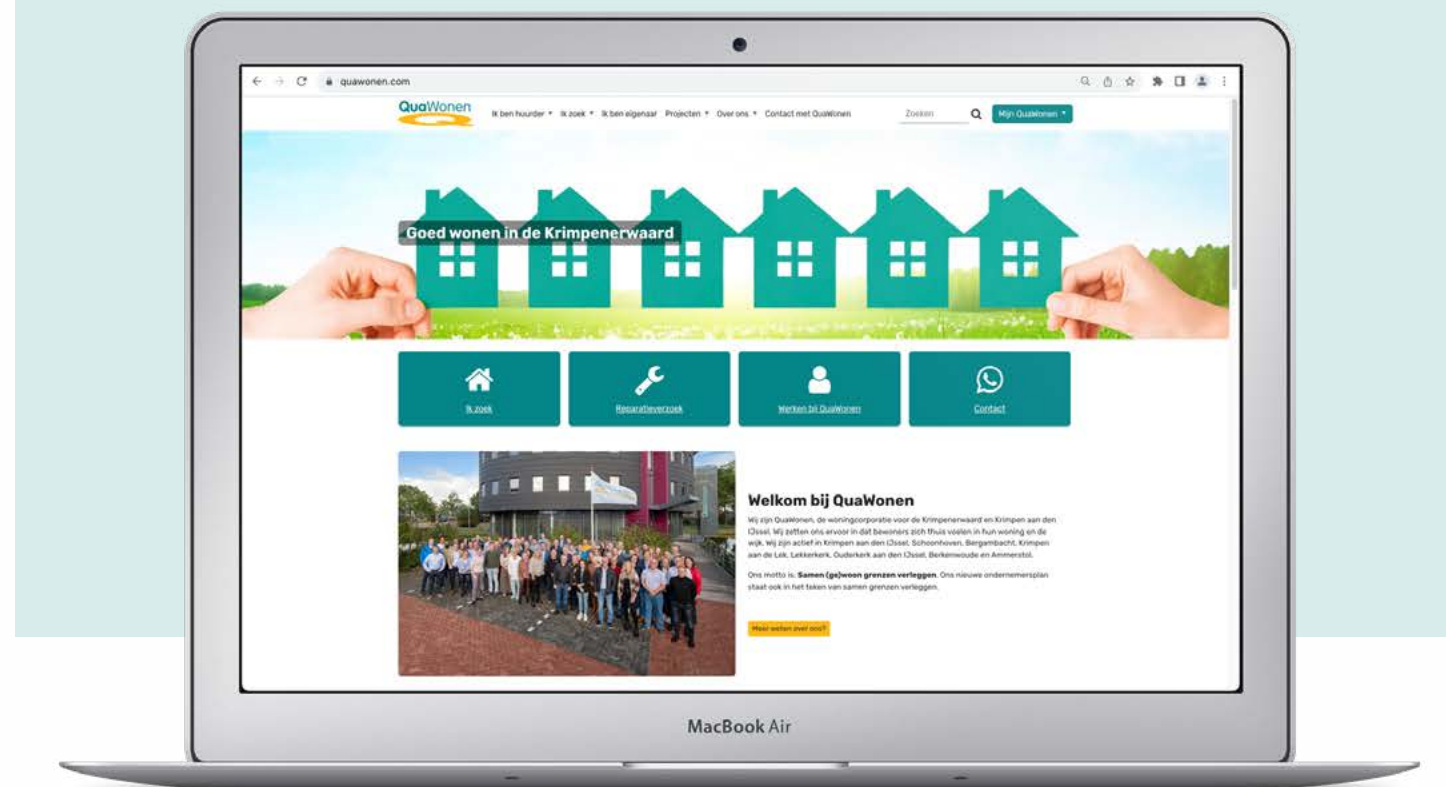 quawonen.com
QuaWonen
Ik ben huurder Ik zoek Ik ben eigenaar Projecten Over ons Contact met QuaWonen Zoeken Mijn QuaWonen
Goed wonen in de Krimpenerwaard
Ik zoek Reparatieverzoek Werken bij QuaWonen Contact
Welkom bij QuaWonen
Wij zijn QuaWonen, de woningcorporatie voor de Krimpenerwaard en Krimpen aan den
IJssel. Wij zetten ons ervoor in dat bewoners zich thuis voelen in hun woning en de
wijk. Wij zijn actief in Krimpen aan den IJssel, Schoonhoven, Bergambacht, Krimpen
aan de Lek, Lekkerkerk, Ouderkerk aan den IJssel, Berkenwoude en Ammerstol.
Ons motto is: Samen (ge)woon grenzen verleggen. Ons nieuwe ondernemersplan
staat ook in het teken van samen grenzen verleggen.
Meer weten over ons?
MacBook Air